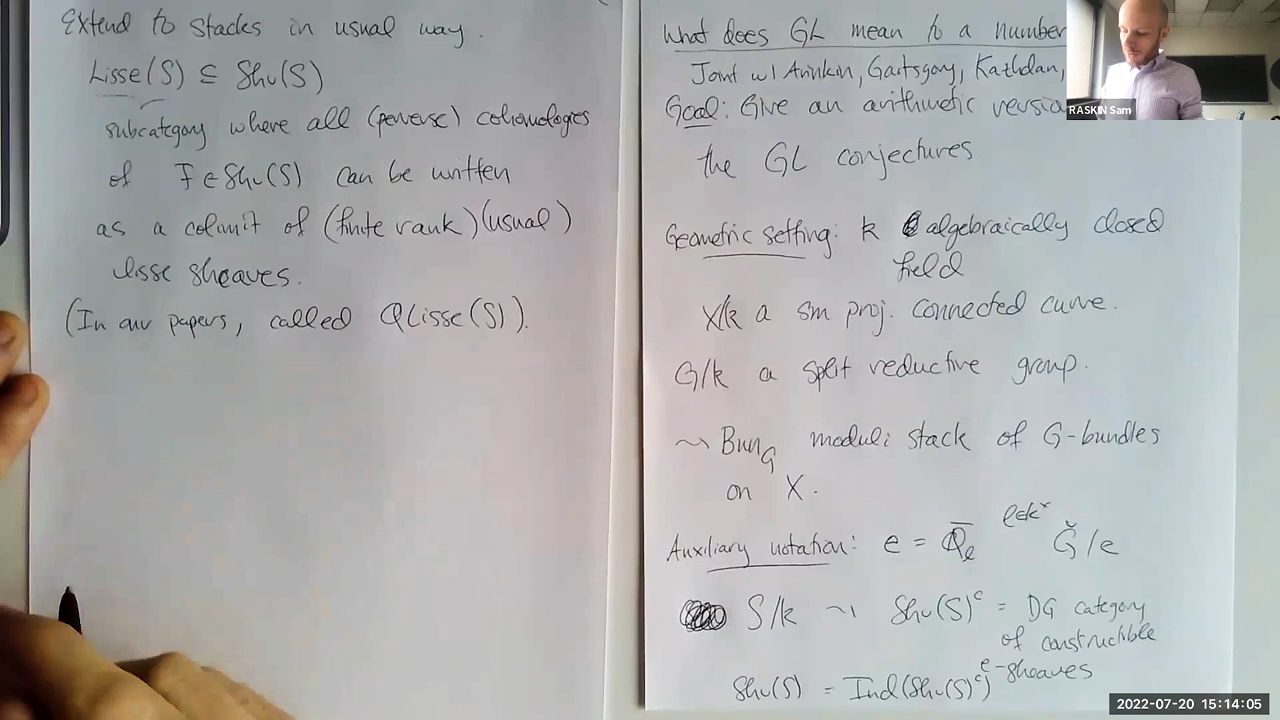 Extend to stacks in usual way.
Lisse(S) ⊆ Shv(S)
subcategory where all (perverse) cohomologies
of F ∈ Shv(S) can be written
as a colimit of (finite rank) (usual)
lisse sheaves.
(In our papers, called QLisse(S)).
What does GL mean to a number
Joint w/ Arinkin, Gaitsgory, Kazhdan,
Goal: Give an arithmetic versio
the GL conjectures
Geometric setting: k algebraically closed
field
X/k a sm proj. connected curve.
G/k a split reductive group.
⇝ Bun_G moduli stack of G-bundles
on X.
Auxiliary notation: e = Q̄_ℓ ℓ∈k^× Ǧ/e
S/k ⇝ Shv(S)^c = DG category
of constructible
e-sheaves
Shv(S) = Ind(Shv(S)^c)
RASKIN Sam
2022-07-20 15:14:05